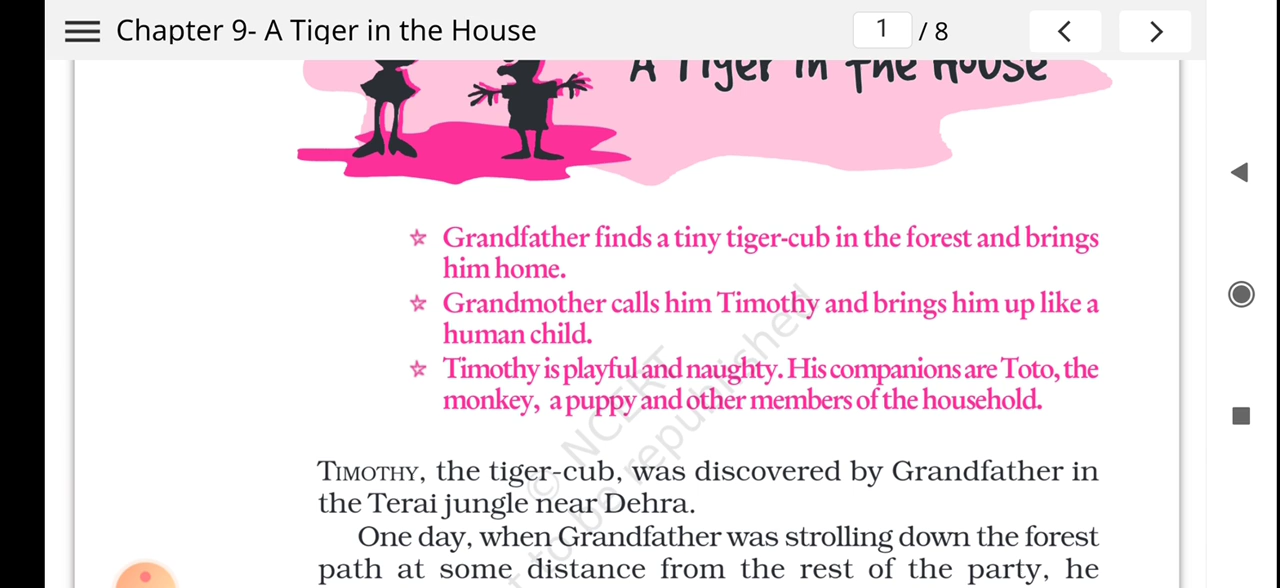 Chapter 9- A Tiger in the House
1 / 8
A Tiger in the House
☆ Grandfather finds a tiny tiger-cub in the forest and brings
him home.
☆ Grandmother calls him Timothy and brings him up like a
human child.
☆ Timothy is playful and naughty. His companions are Toto, the
monkey, a puppy and other members of the household.
© NCERT
to be republished
TIMOTHY, the tiger-cub, was discovered by Grandfather in
the Terai jungle near Dehra.
One day, when Grandfather was strolling down the forest
path at some distance from the rest of the party, he